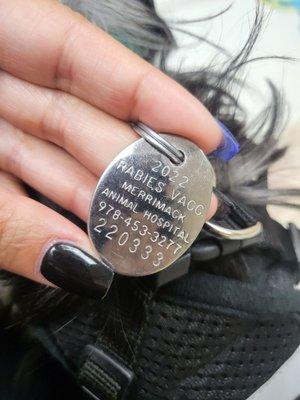 2022
RABIES VACC
MERRIMACK
ANIMAL HOSPITAL
978-453-3277
220333